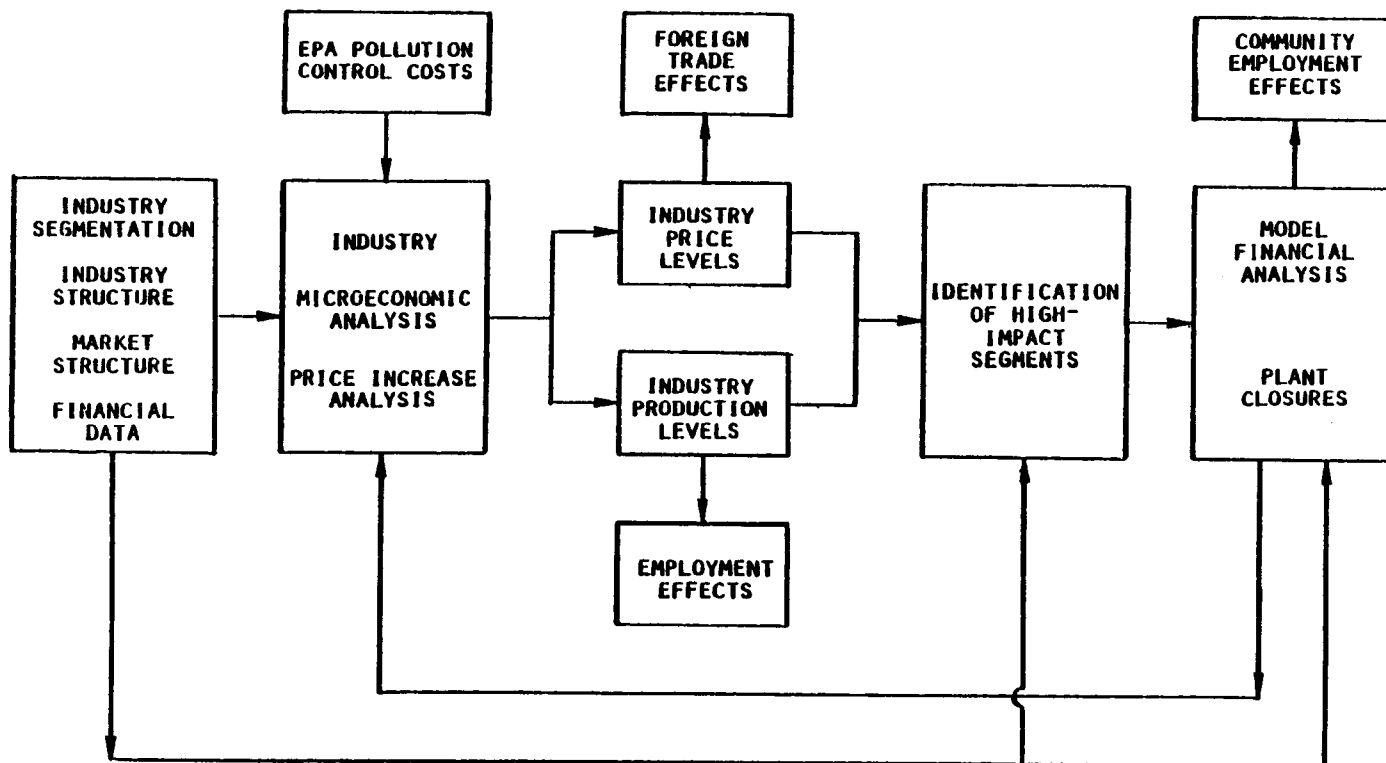 EPA POLLUTION
CONTROL COSTS
FOREIGN
TRADE
EFFECTS
COMMUNITY
EMPLOYMENT
EFFECTS
INDUSTRY
SEGMENTATION
INDUSTRY
STRUCTURE
MARKET
STRUCTURE
FINANCIAL
DATA
INDUSTRY
MICROECONOMIC
ANALYSIS
PRICE INCREASE
ANALYSIS
INDUSTRY
PRICE
LEVELS
INDUSTRY
PRODUCTION
LEVELS
EMPLOYMENT
EFFECTS
IDENTIFICATION
OF HIGH-
IMPACT
SEGMENTS
MODEL
FINANCIAL
ANALYSIS
PLANT
CLOSURES